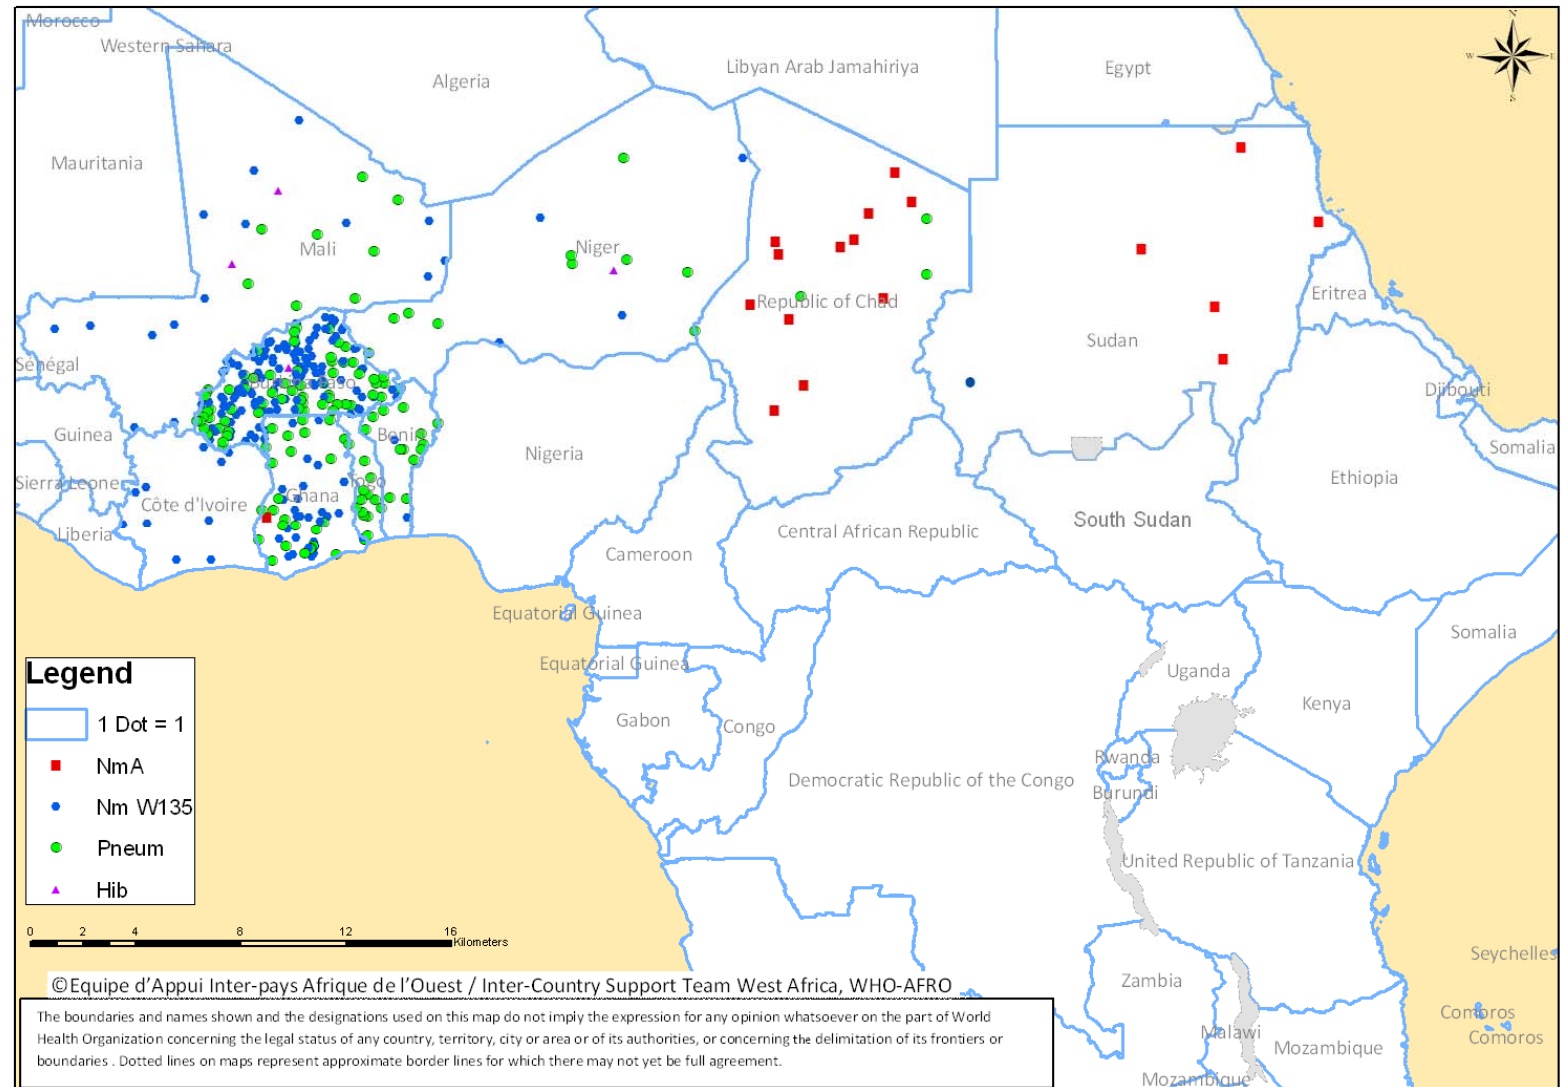 Morocco
N
Western Sahara
Algeria
Libyan Arab Jamahiriya
Egypt
W
E
S
Mauritania
Mali
Niger
Republic of Chad
Eritrea
Sudan
Sénégal
Burkina Faso
Djibouti
Guinea
Benin
Somalia
Nigeria
Ethiopia
Sierra Leone
Togo
Ghana
Côte d'Ivoire
South Sudan
Liberia
Central African Republic
Cameroon
Equatorial Guinea
Somalia
Equatorial Guinea
Uganda
Legend
1 Dot = 1
NmA
Nm W135
Pneum
Hib
Kenya
Gabon
Congo
Rwanda
Democratic Republic of the Congo
Burundi
United Republic of Tanzania
0 2 4 8 12 16
Kilometers
Seychelles
Zambia
©Equipe d'Appui Inter-pays Afrique de l'Ouest / Inter-Country Support Team West Africa, WHO-AFRO
The boundaries and names shown and the designations used on this map do not imply the expression for any opinion whatsoever on the part of World
Health Organization concerning the legal status of any country, territory, city or area or of its authorities, or concerning the delimitation of its frontiers or
boundaries . Dotted lines on maps represent approximate border lines for which there may not yet be full agreement.
Comoros
Malawi
Comoros
Mozambique
Mozambique